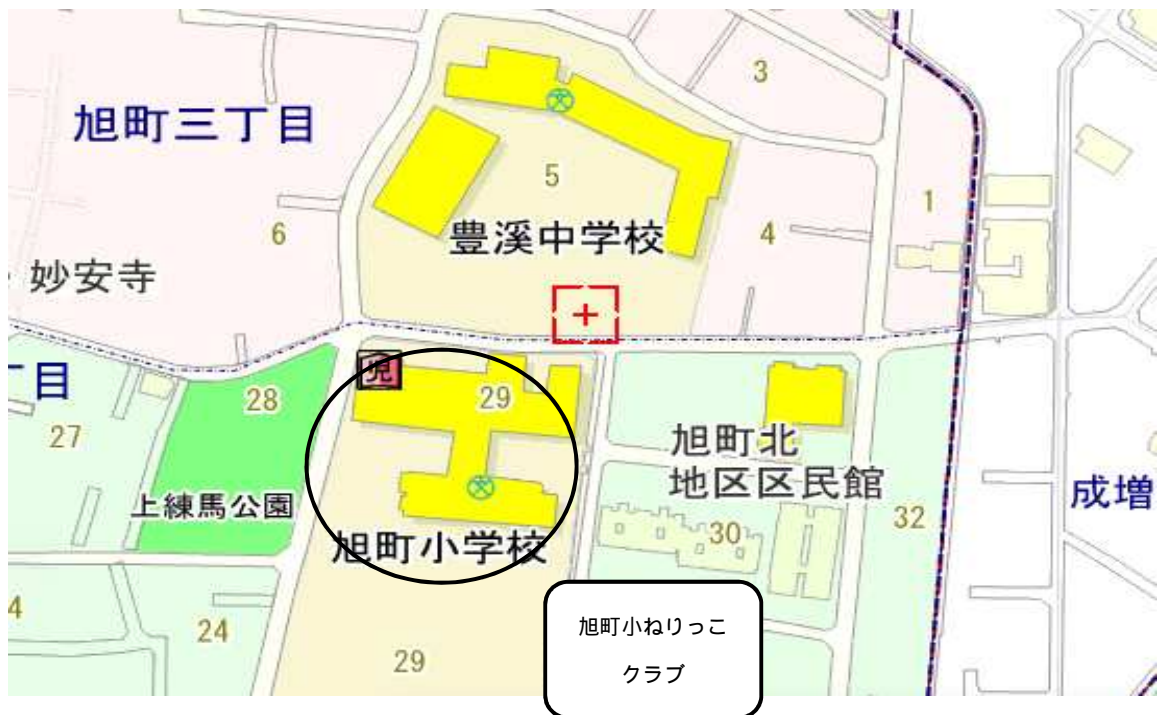 3
旭町三丁目
5
1
6
豊溪中学校
4
妙安寺
児
二目
28
29
27
旭町北
地区区民館
上練馬公園
成増
32
30
旭町小学校
4
24
29
旭町小ねりっこ
クラブ